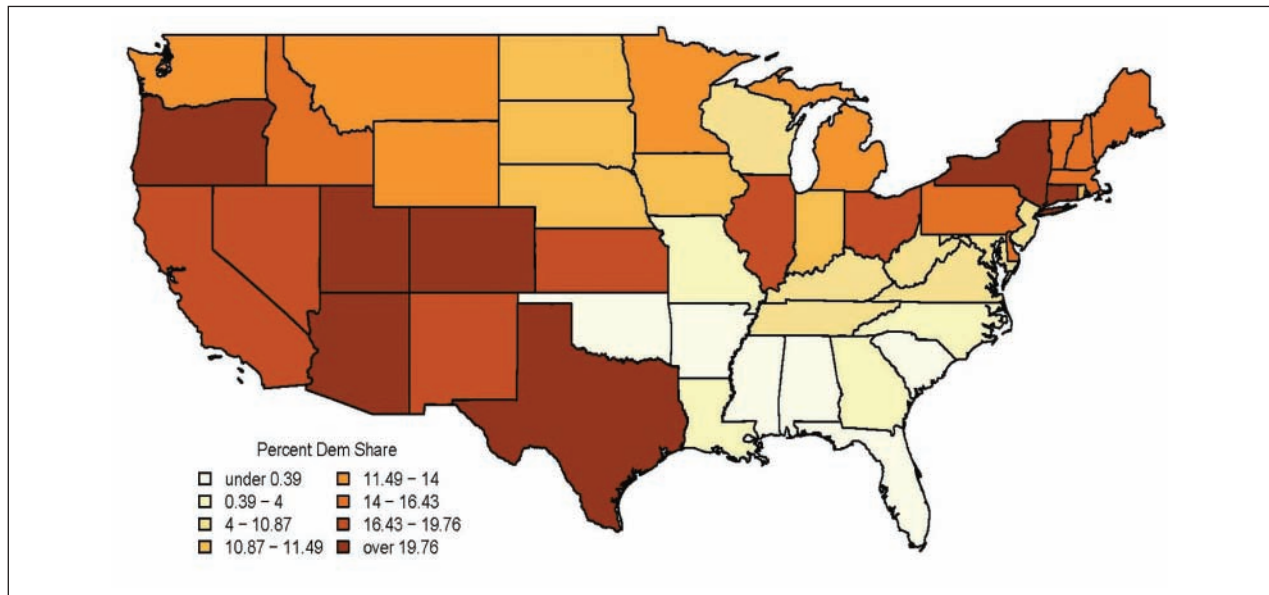 Percent Dem Share
under 0.39
0.39 – 4
4 – 10.87
10.87 – 11.49
11.49 – 14
14 – 16.43
16.43 – 19.76
over 19.76